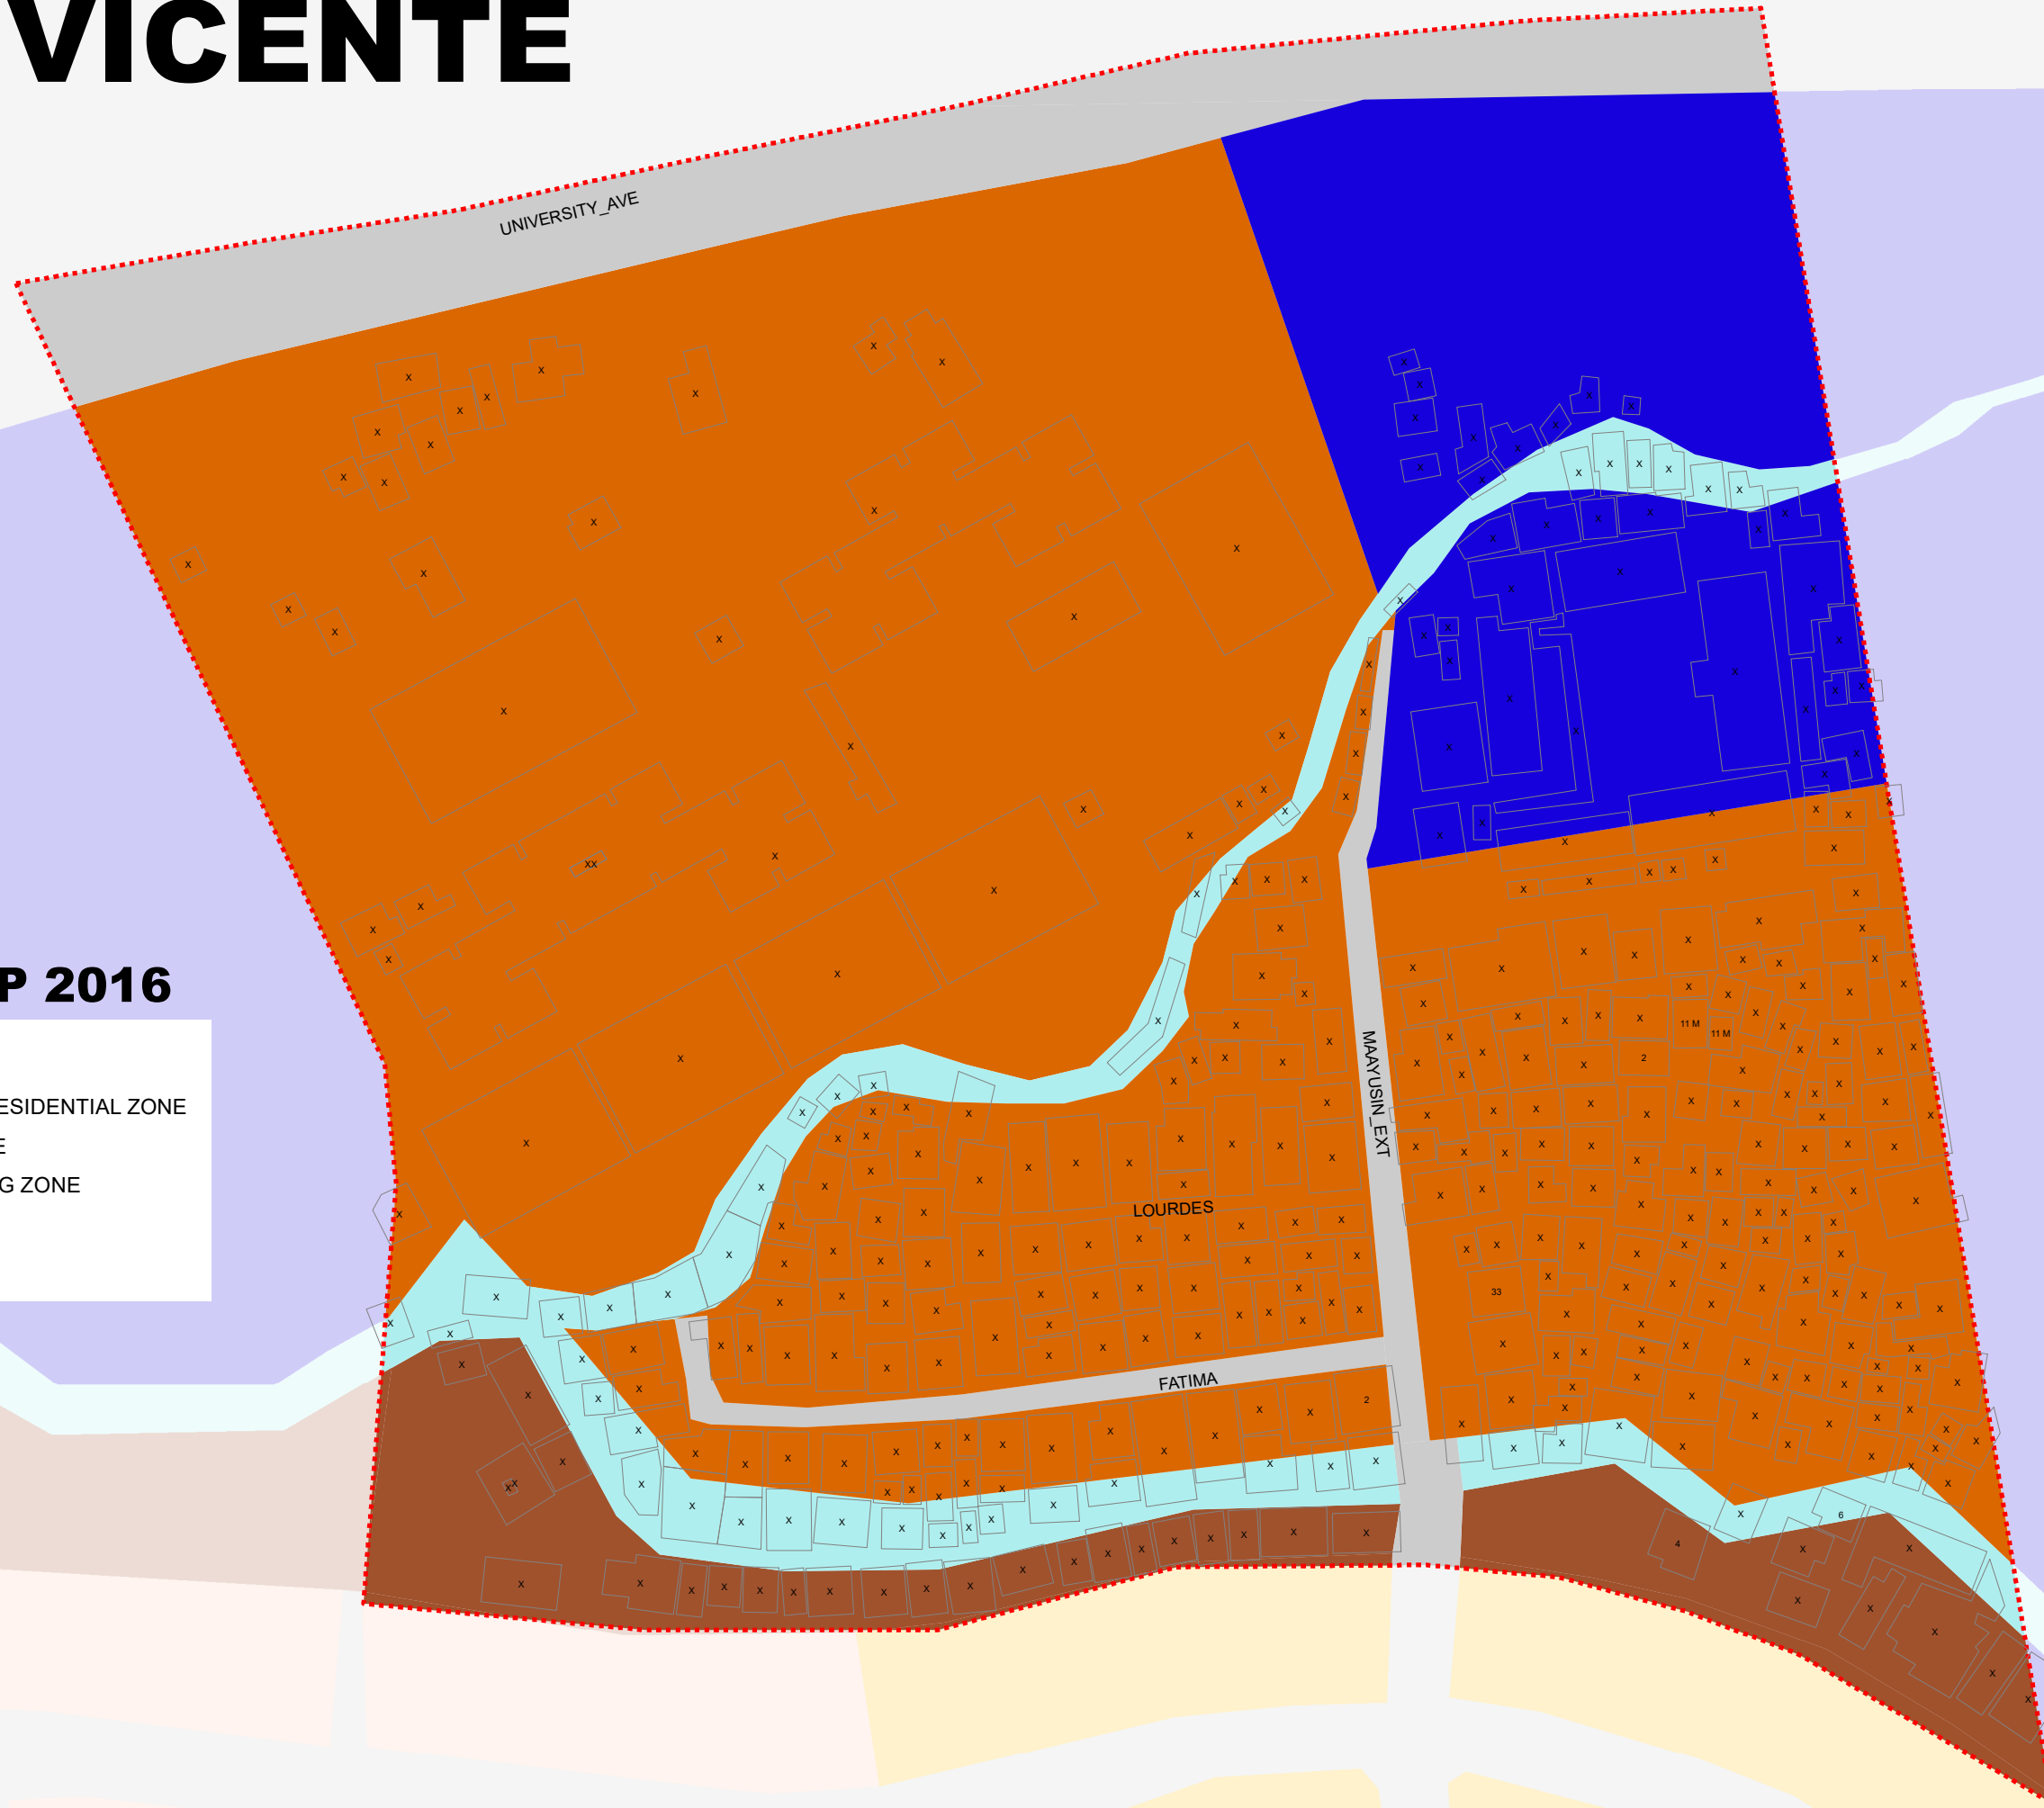 VICENTE
UNIVERSITY_AVE
P 2016
ESIDENTIAL ZONE
E
G ZONE
MAAYUSIN_EXT
LOURDES
FATIMA
11 M
11 M
2
33
2
4
6